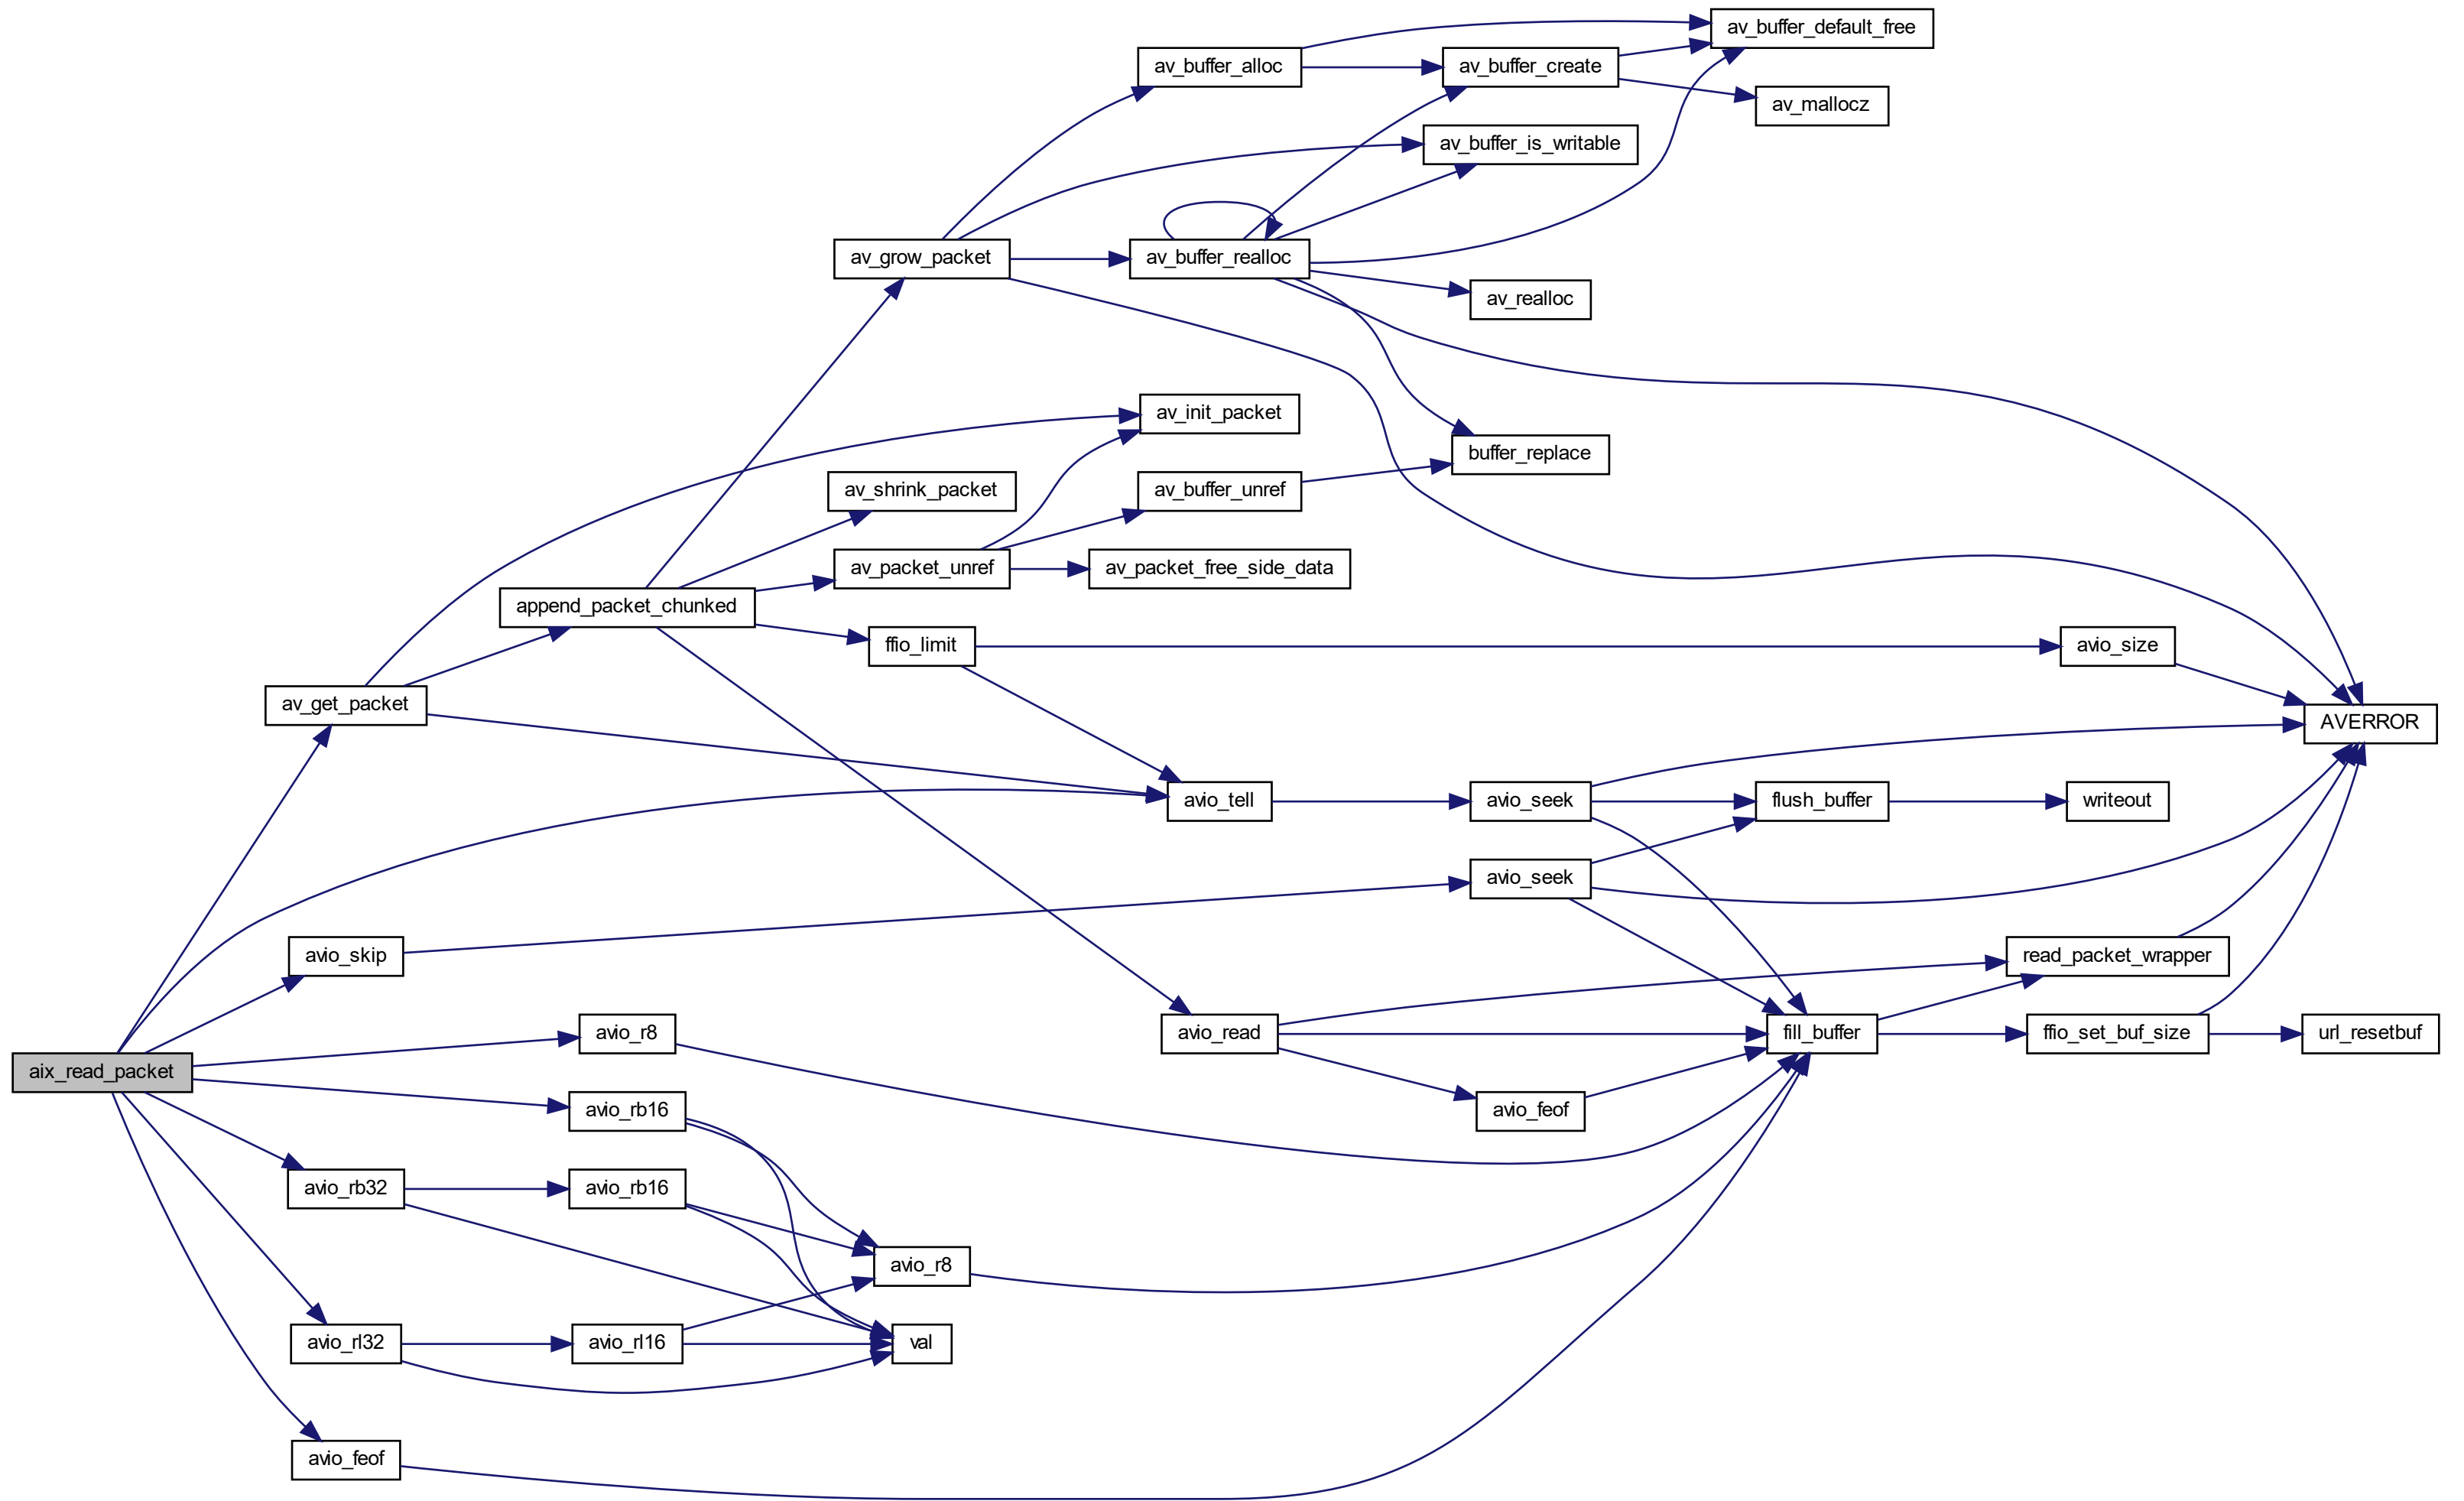 av_buffer_default_free
av_buffer_alloc
av_buffer_create
av_mallocz
av_buffer_is_writable
av_grow_packet
av_buffer_realloc
av_realloc
av_init_packet
buffer_replace
av_shrink_packet
av_buffer_unref
av_packet_unref
av_packet_free_side_data
append_packet_chunked
ffio_limit
avio_size
av_get_packet
AVERROR
avio_tell
avio_seek
flush_buffer
writeout
avio_seek
avio_skip
read_packet_wrapper
avio_r8
avio_read
fill_buffer
ffio_set_buf_size
url_resetbuf
aix_read_packet
avio_rb16
avio_feof
avio_rb32
avio_rb16
avio_r8
avio_rl32
avio_rl16
val
avio_feof